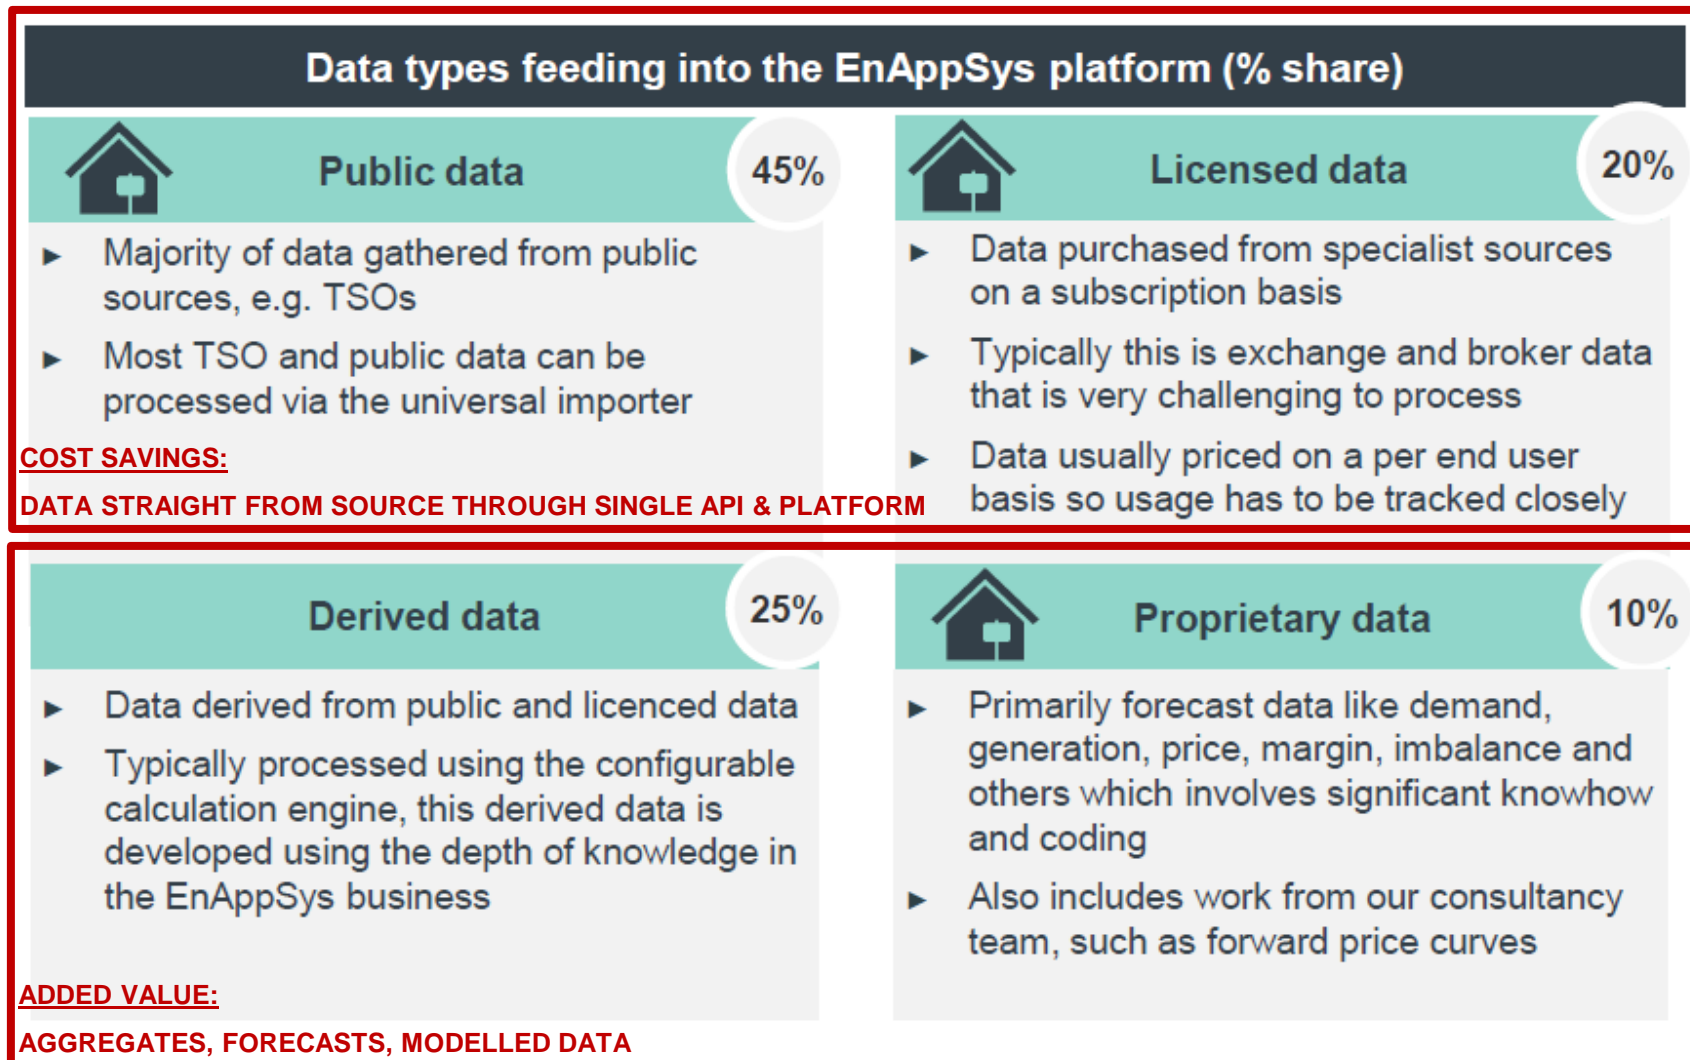 Data types feeding into the EnAppSys platform (% share)
Public data
45%
► Majority of data gathered from public
sources, e.g. TSOs
► Most TSO and public data can be
processed via the universal importer
COST SAVINGS:
DATA STRAIGHT FROM SOURCE THROUGH SINGLE API & PLATFORM
Licensed data
20%
► Data purchased from specialist sources
on a subscription basis
► Typically this is exchange and broker data
that is very challenging to process
► Data usually priced on a per end user
basis so usage has to be tracked closely
Derived data
25%
► Data derived from public and licenced data
► Typically processed using the configurable
calculation engine, this derived data is
developed using the depth of knowledge in
the EnAppSys business
ADDED VALUE:
AGGREGATES, FORECASTS, MODELLED DATA
Proprietary data
10%
► Primarily forecast data like demand,
generation, price, margin, imbalance and
others which involves significant knowhow
and coding
► Also includes work from our consultancy
team, such as forward price curves